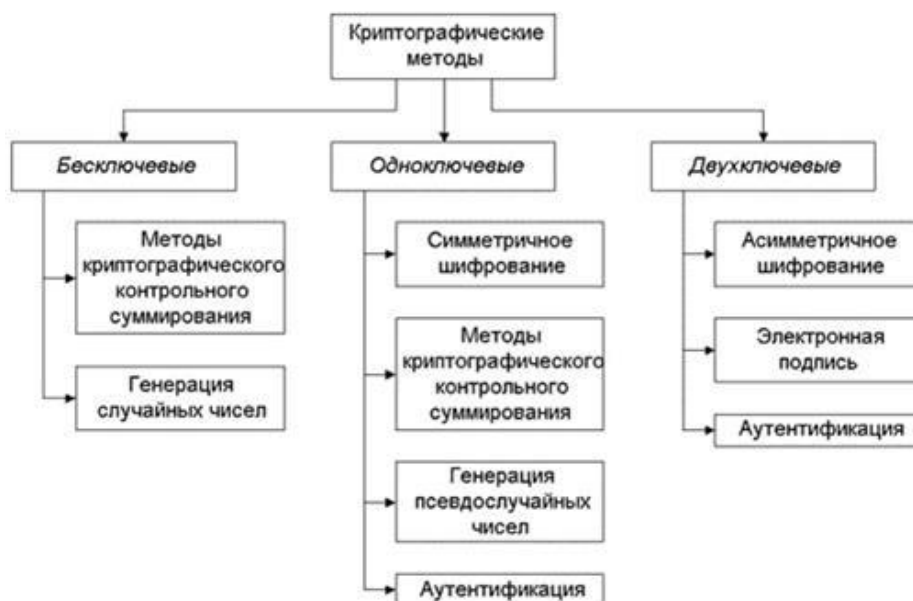 Криптографические
методы
Бесключевые
Методы
криптографического
контрольного
суммирования
Генерация
случайных чисел
Одноключевые
Симметричное
шифрование
Методы
криптографического
контрольного
суммирования
Генерация
псевдослучайных
чисел
Аутентификация
Двухключевые
Асимметричное
шифрование
Электронная
подпись
Аутентификация